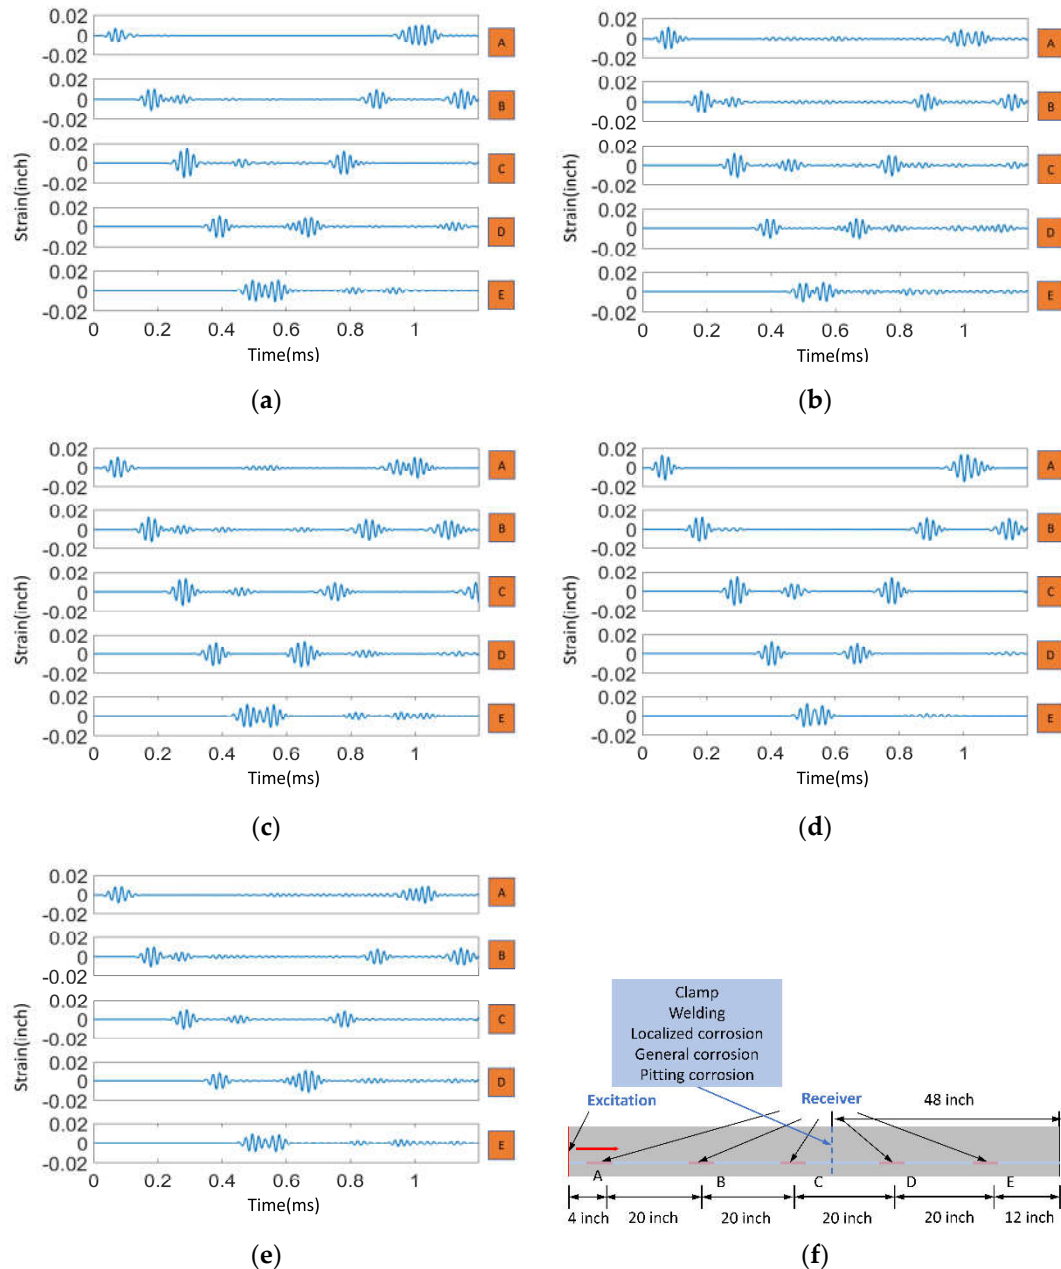 0.02
0
-0.02
A
0.02
0
-0.02
B
0.02
0
-0.02
C
0.02
0
-0.02
D
0.02
0
-0.02
E
0 0.2 0.4 0.6 0.8 1
Strain(inch)
Time(ms)
(a)
0.02
0
-0.02
A
0.02
0
-0.02
B
0.02
0
-0.02
C
0.02
0
-0.02
D
0.02
0
-0.02
E
0 0.2 0.4 0.6 0.8 1
Strain(inch)
Time(ms)
(b)
0.02
0
-0.02
A
0.02
0
-0.02
B
0.02
0
-0.02
C
0.02
0
-0.02
D
0.02
0
-0.02
E
0 0.2 0.4 0.6 0.8 1
Strain(inch)
Time(ms)
(c)
0.02
0
-0.02
A
0.02
0
-0.02
B
0.02
0
-0.02
C
0.02
0
-0.02
D
0.02
0
-0.02
E
0 0.2 0.4 0.6 0.8 1
Strain(inch)
Time(ms)
(d)
0.02
0
-0.02
A
0.02
0
-0.02
B
0.02
0
-0.02
C
0.02
0
-0.02
D
0.02
0
-0.02
E
0 0.2 0.4 0.6 0.8 1
Strain(inch)
Time(ms)
(e)
Clamp
Welding
Localized corrosion
General corrosion
Pitting corrosion
Excitation Receiver 48 inch
A B C D E
4 inch 20 inch 20 inch 20 inch 20 inch 12 inch
(f)